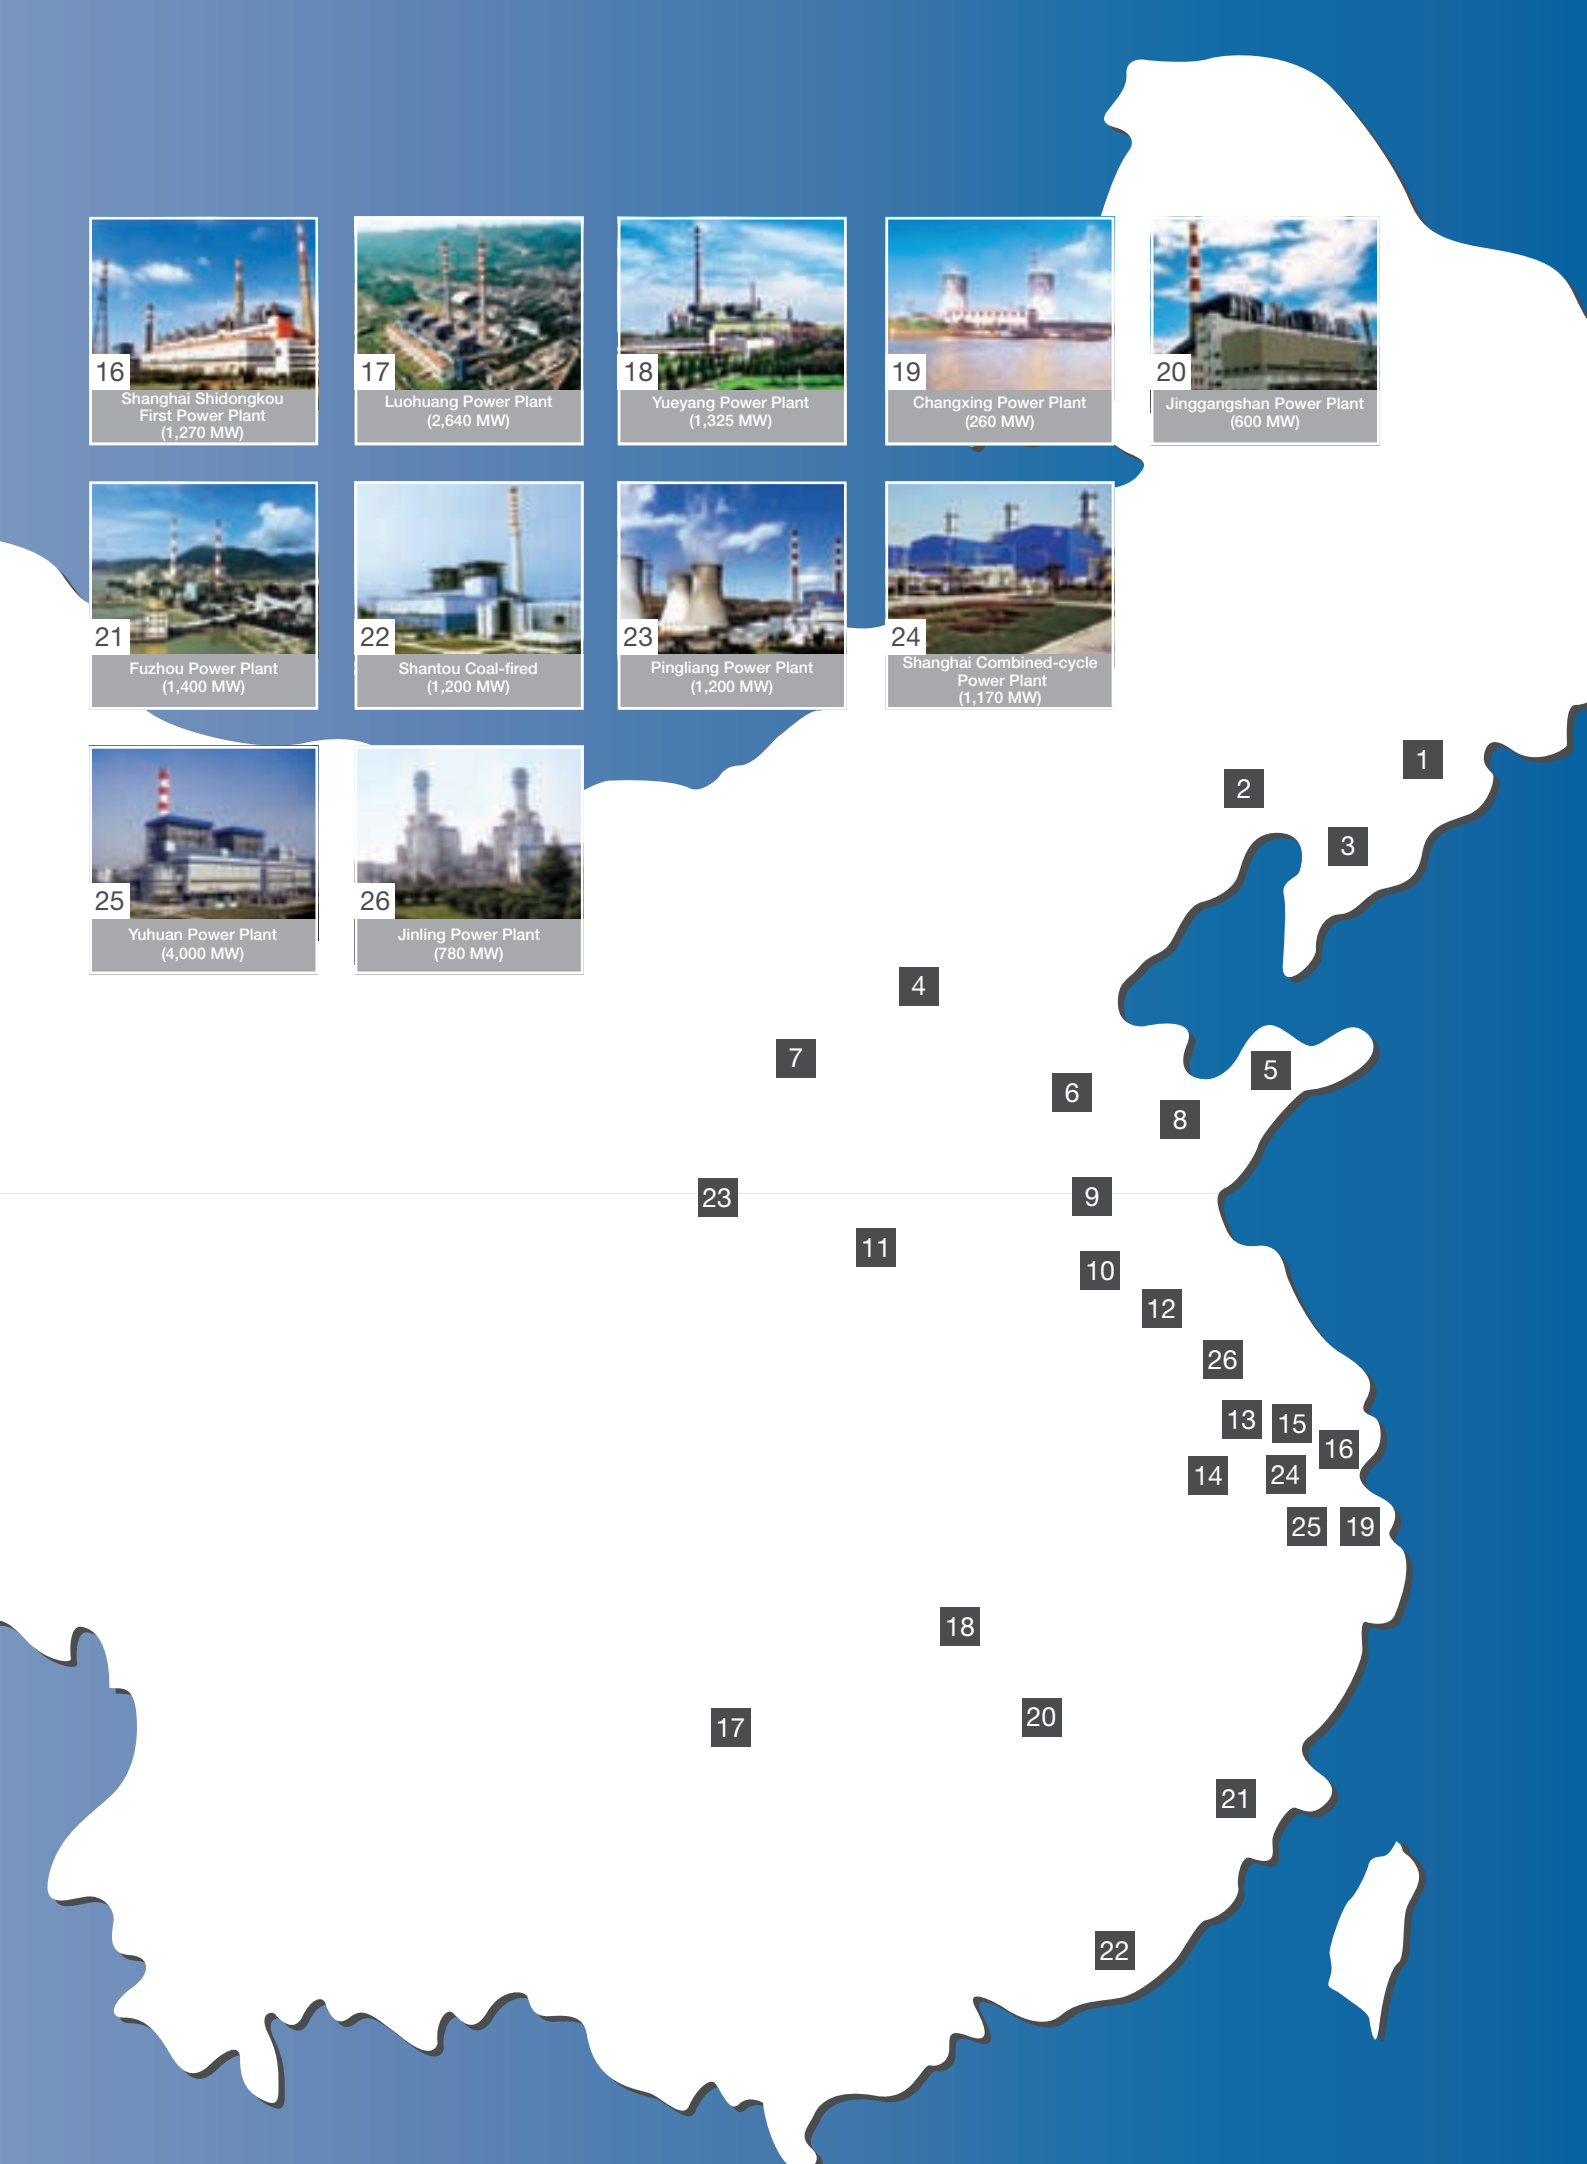 16
Shanghai Shidongkou
First Power Plant
(1,270 MW)
17
Luohuang Power Plant
(2,640 MW)
18
Yueyang Power Plant
(1,325 MW)
19
Changxing Power Plant
(260 MW)
20
Jinggangshan Power Plant
(600 MW)
21
Fuzhou Power Plant
(1,400 MW)
22
Shantou Coal-fired
(1,200 MW)
23
Pingliang Power Plant
(1,200 MW)
24
Shanghai Combined-cycle
Power Plant
(1,170 MW)
25
Yuhuan Power Plant
(4,000 MW)
26
Jinling Power Plant
(780 MW)
1
2
3
4
7
5
6
8
23
9
11
10
12
26
13
15
16
14
24
25
19
18
17
20
21
22